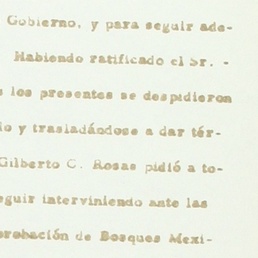 Gobierno, y para seguir ade-
Habiendo ratificado el Sr. -
los presentes se despidieron
y trasladándose a dar tér-
Gilberto C. Rosas pidió a to-
seguir interviniendo ante las
probación de Bosques Mexi-